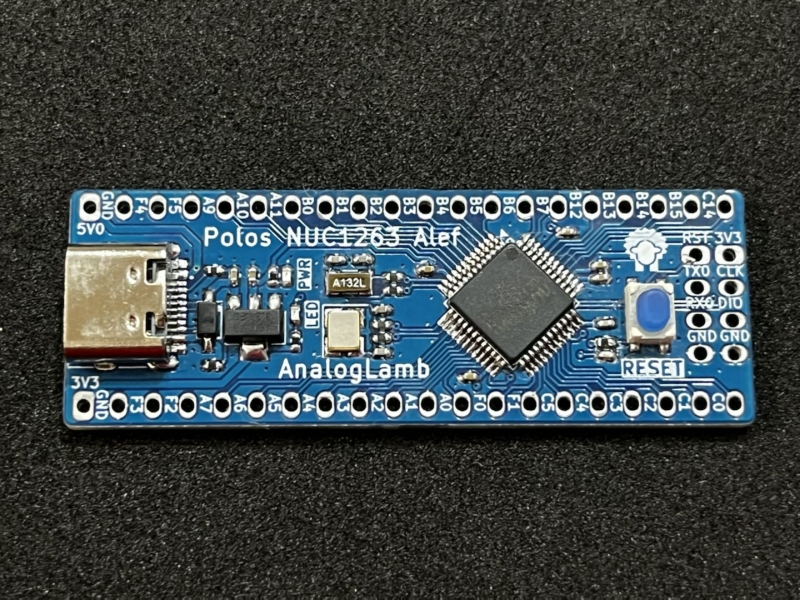 GND F4 F5 A9 A10 A11 B0 B1 B2 B3 B4 B5 B6 B7 B12 B13 B14 B15 C14
5V0
Polos NUC1263 Alef
RST 3V3
TX0 CLK
RX0 DIO
GND GND
PWR
A132L
LED
AnalogLamb
RESET
3V3
GND F3 F2 A7 A6 A5 A4 A3 A2 A1 A0 F0 F1 C5 C4 C3 C2 C1 C0